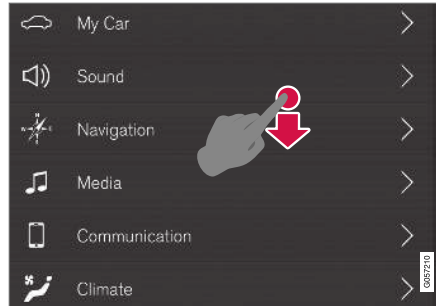 My Car
Sound
Navigation
Media
Communication
Climate
G057210